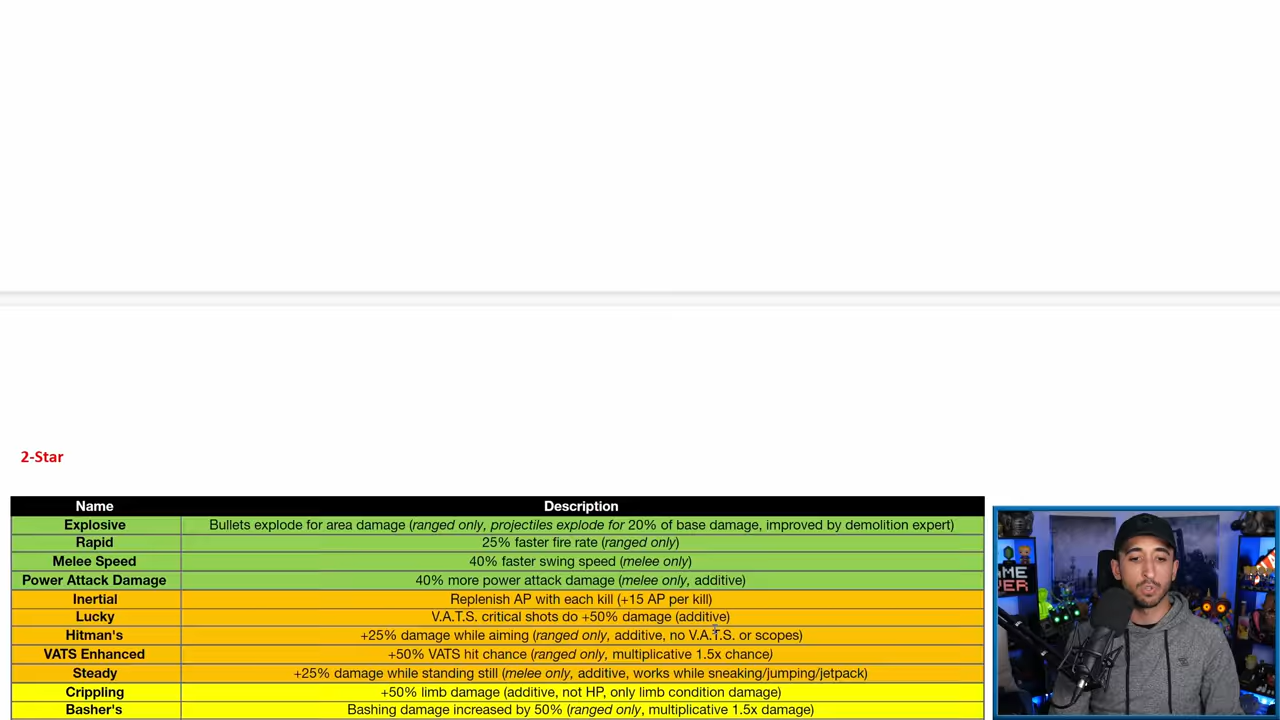 2-Star
Name Description
Explosive Bullets explode for area damage (ranged only, projectiles explode for 20% of base damage, improved by demolition expert)
Rapid 25% faster fire rate (ranged only)
Melee Speed 40% faster swing speed (melee only)
Power Attack Damage 40% more power attack damage (melee only, additive)
Inertial Replenish AP with each kill (+15 AP per kill)
Lucky V.A.T.S. critical shots do +50% damage (additive)
Hitman's +25% damage while aiming (ranged only, additive, no V.A.T.S. or scopes)
VATS Enhanced +50% VATS hit chance (ranged only, multiplicative 1.5x chance)
Steady +25% damage while standing still (melee only, additive, works while sneaking/jumping/jetpack)
Crippling +50% limb damage (additive, not HP, only limb condition damage)
Basher's Bashing damage increased by 50% (ranged only, multiplicative 1.5x damage)